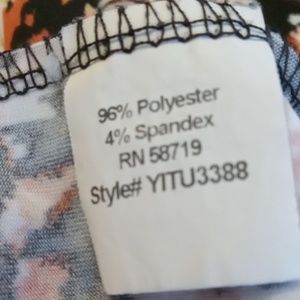 96% Polyester
4% Spandex
RN 58719
Style# YITU3388